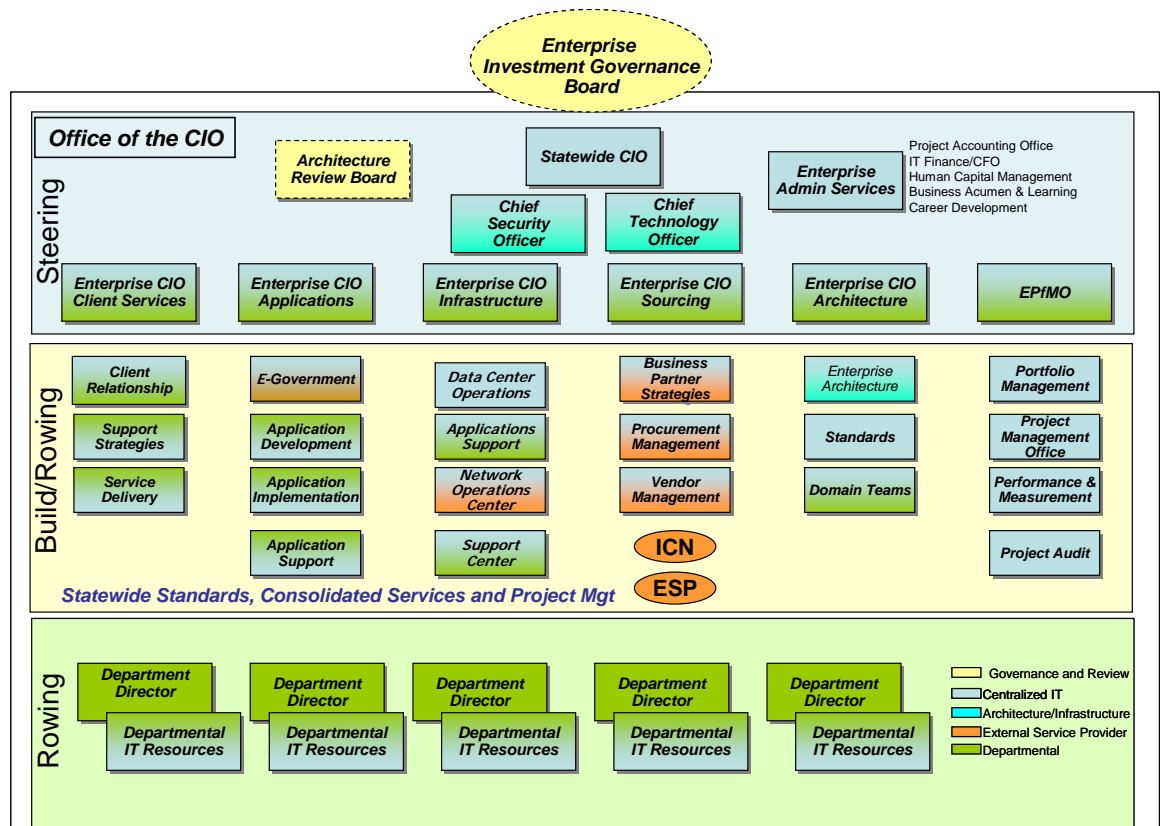 Enterprise
Investment Governance
Board
Office of the CIO
Steering
Architecture
Review Board
Statewide CIO
Enterprise
Admin Services
Project Accounting Office
IT Finance/CFO
Human Capital Management
Business Acumen & Learning
Career Development
Chief
Security
Officer
Chief
Technology
Officer
Enterprise CIO
Client Services
Enterprise CIO
Applications
Enterprise CIO
Infrastructure
Enterprise CIO
Sourcing
Enterprise CIO
Architecture
EPfMO
Build/Rowing
Client
Relationship
E-Government
Data Center
Operations
Business
Partner
Strategies
Enterprise
Architecture
Portfolio
Management
Support
Strategies
Application
Development
Applications
Support
Procurement
Management
Standards
Project
Management
Office
Service
Delivery
Application
Implementation
Network
Operations
Center
Vendor
Management
Domain Teams
Performance &
Measurement
Application
Support
Support
Center
ICN
ESP
Project Audit
Statewide Standards, Consolidated Services and Project Mgt
Rowing
Department
Director
Departmental
IT Resources
Department
Director
Departmental
IT Resources
Department
Director
Departmental
IT Resources
Department
Director
Departmental
IT Resources
Department
Director
Departmental
IT Resources
Governance and Review
Centralized IT
Architecture/Infrastructure
External Service Provider
Departmental